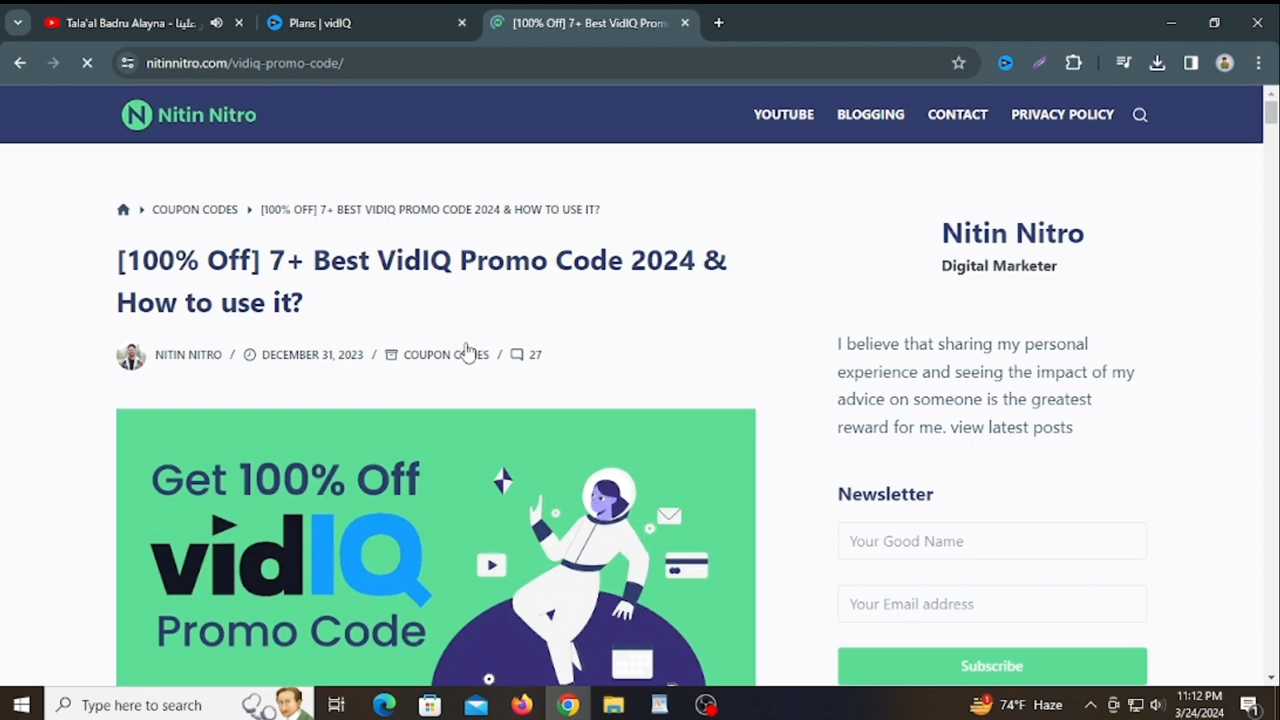 Tala'al Badru Alayna - علينا
Plans | vidIQ
[100% Off] 7+ Best VidIQ Prom
nitinnitro.com/vidiq-promo-code/
Nitin Nitro
YOUTUBE BLOGGING CONTACT PRIVACY POLICY
COUPON CODES [100% OFF] 7+ BEST VIDIQ PROMO CODE 2024 & HOW TO USE IT?
[100% Off] 7+ Best VidIQ Promo Code 2024 &
How to use it?
NITIN NITRO / DECEMBER 31, 2023 / COUPON CODES / 27
Get 100% Off
vidIQ
Promo Code
Nitin Nitro
Digital Marketer
I believe that sharing my personal
experience and seeing the impact of my
advice on someone is the greatest
reward for me. view latest posts
Newsletter
Your Good Name
Your Email address
Subscribe
Type here to search
74°F Haze
11:12 PM
3/24/2024
1